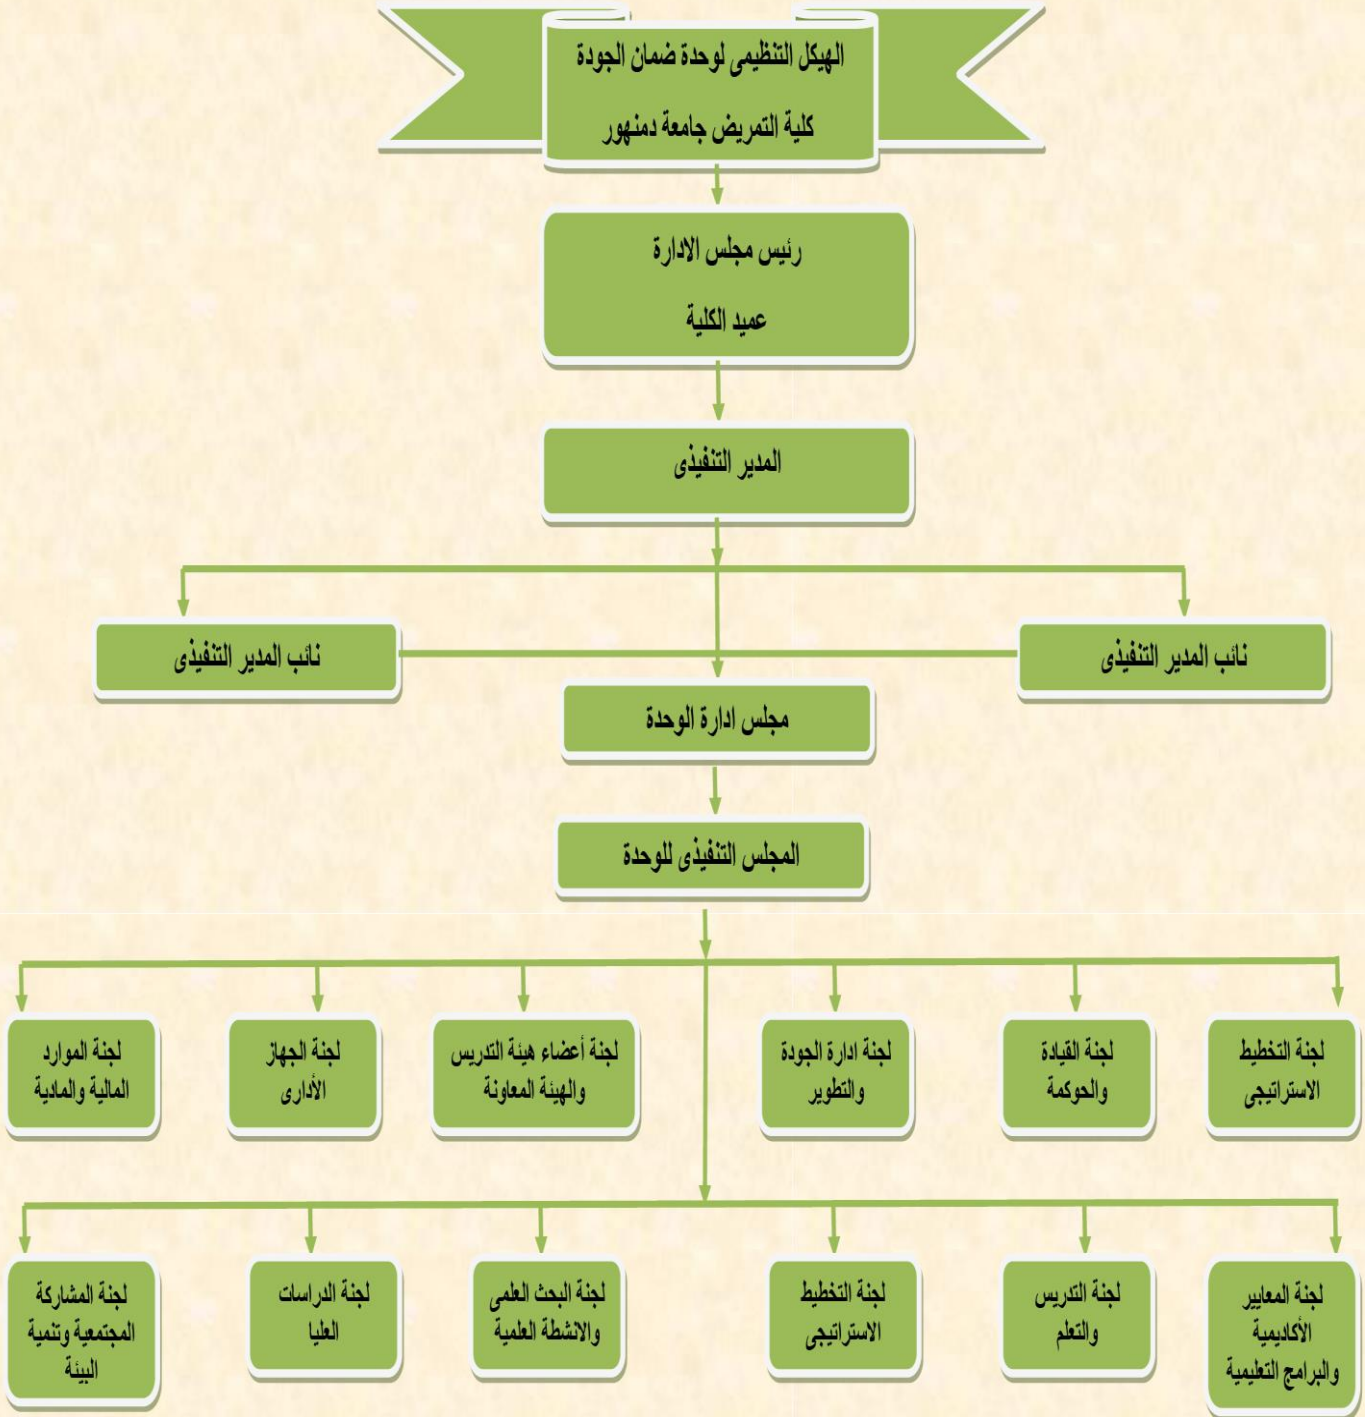 الهيكل التنظيمى لوحدة ضمان الجودة
كلية التمريض جامعة دمنهور
رئيس مجلس الادارة
عميد الكلية
المدير التنفيذى
نائب المدير التنفيذى
نائب المدير التنفيذى
مجلس ادارة الوحدة
المجلس التنفيذى للوحدة
لجنة التخطيط
الاستراتيجى
لجنة القيادة
والحوكمة
لجنة ادارة الجودة
والتطوير
لجنة أعضاء هيئة التدريس
والهيئة المعاونة
لجنة الجهاز
الأدارى
لجنة الموارد
المالية والمادية
لجنة المعايير
الأكاديمية
والبرامج التعليمية
لجنة التدريس
والتعلم
لجنة التخطيط
الاستراتيجى
لجنة البحث العلمى
والانشطة العلمية
لجنة الدراسات
العليا
لجنة المشاركة
المجتمعية وتنمية
البيئة